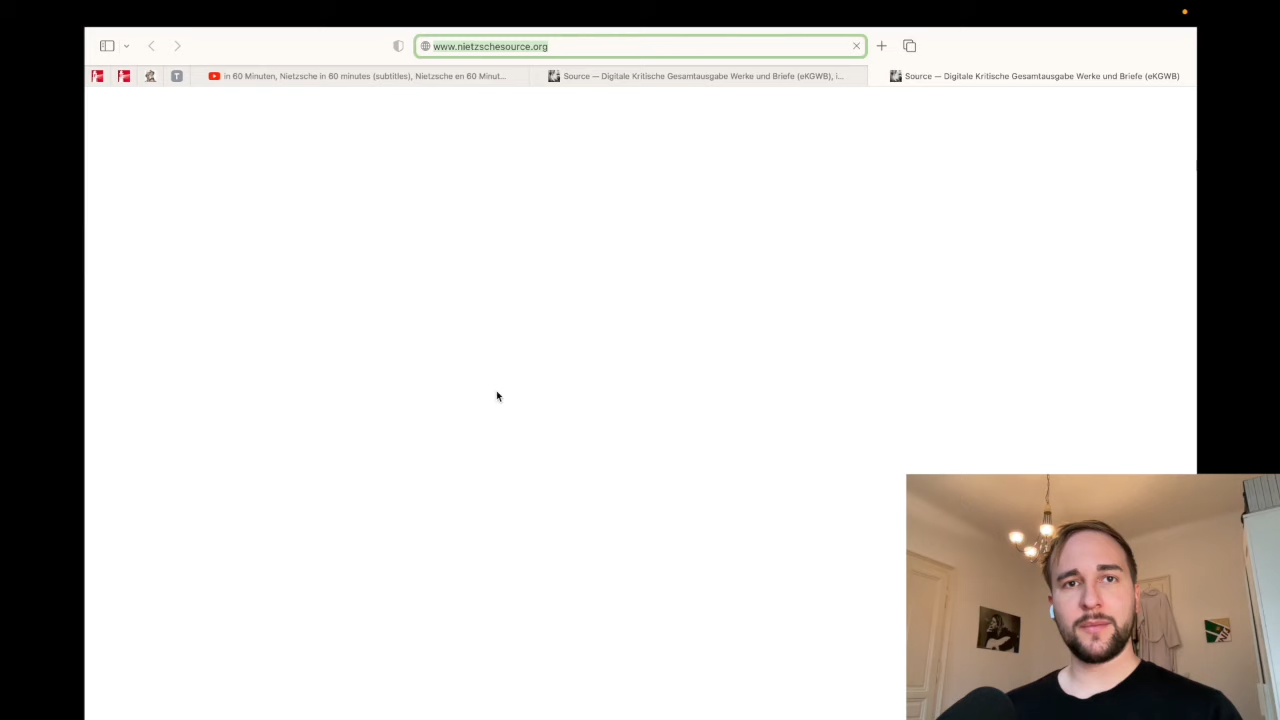 www.nietzschesource.org
T
in 60 Minuten, Nietzsche in 60 minutes (subtitles), Nietzsche en 60 Minut...
Source — Digitale Kritische Gesamtausgabe Werke und Briefe (eKGWB), i...
Source — Digitale Kritische Gesamtausgabe Werke und Briefe (eKGWB)